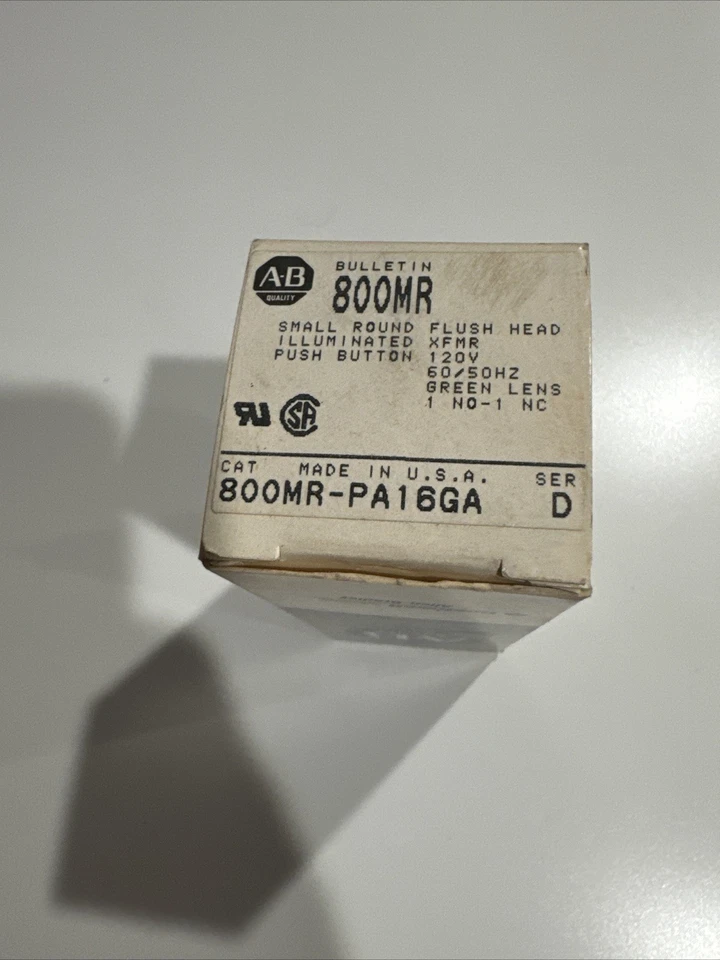 A-B
QUALITY
BULLETIN
800MR
SMALL ROUND FLUSH HEAD
ILLUMINATED XFMR
PUSH BUTTON 120V
60/50HZ
GREEN LENS
1 NO-1 NC
CAT MADE IN U.S.A. SER
800MR-PA16GA D